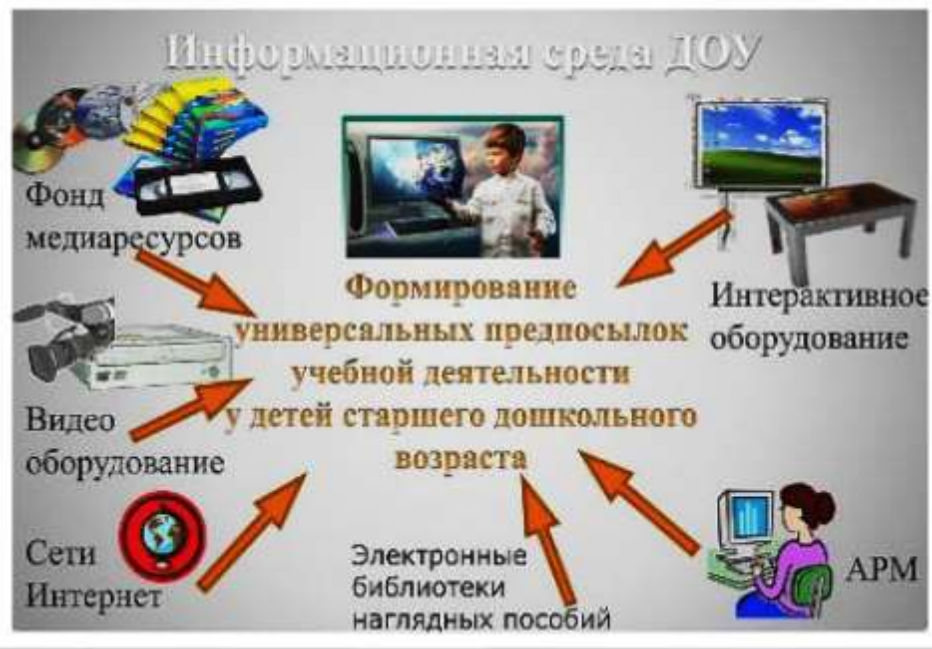 Информационная среда ДОУ
Фонд
медиаресурсов
Формирование
универсальных предпосылок
учебной деятельности
у детей старшего дошкольного
возраста
Интерактивное
оборудование
Видео
оборудование
Сети
Интернет
Электронные
библиотеки
наглядных пособий
АРМ